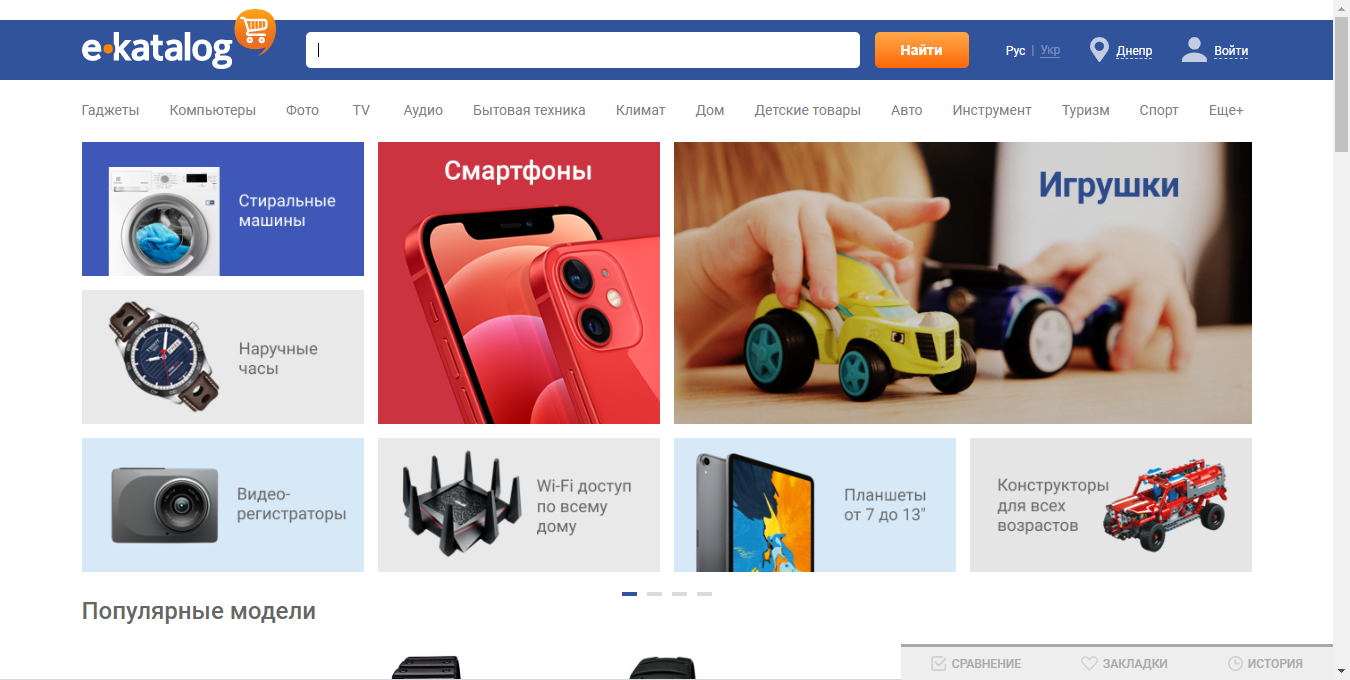 e•katalog
Найти
Рус | Укр
Днепр
Войти
Гаджеты Компьютеры Фото TV Аудио Бытовая техника Климат Дом Детские товары Авто Инструмент Туризм Спорт Еще+
Стиральные
машины
Смартфоны
Игрушки
Наручные
часы
Видео-
регистраторы
Wi-Fi доступ
по всему
дому
Планшеты
от 7 до 13"
Конструкторы
для всех
возрастов
Популярные модели
СРАВНЕНИЕ
ЗАКЛАДКИ
ИСТОРИЯ